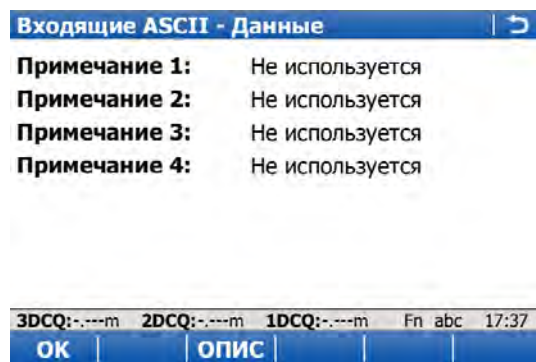 Входящие ASCII - Данные
Примечание 1: Не используется
Примечание 2: Не используется
Примечание 3: Не используется
Примечание 4: Не используется
3DCQ:-.---m 2DCQ:-.---m 1DCQ:-.---m Fn abc 17:37
OK ОПИС